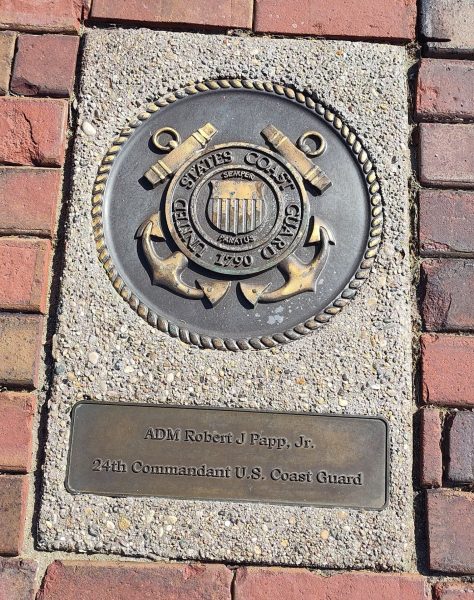 UNITED STATES COAST GUARD
1790
SEMPER
PARATUS
ADM Robert J Papp, Jr.
24th Commandant U.S. Coast Guard